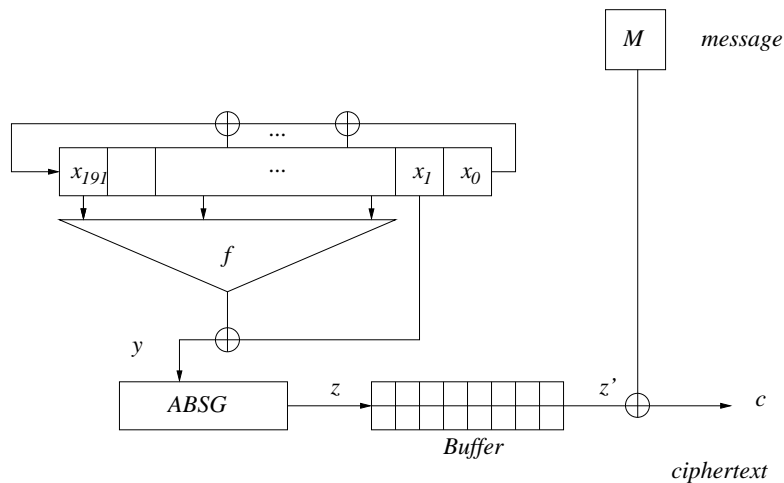 M message
...
x191 ... x1 x0
f
y
ABSG z z' c
Buffer
ciphertext